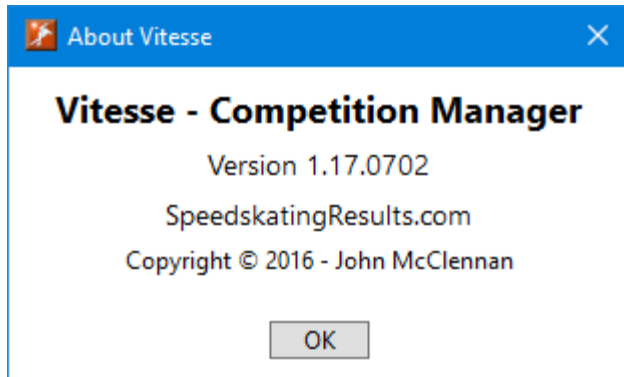 About Vitesse
Vitesse - Competition Manager
Version 1.17.0702
SpeedskatingResults.com
Copyright © 2016 - John McClennan
OK